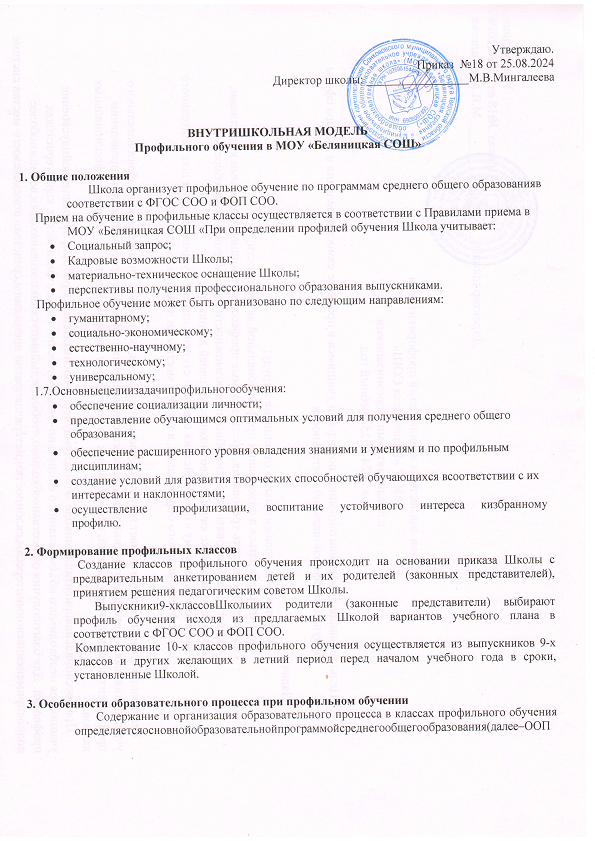 Утверждаю.
Приказ №18 от 25.08.2024
Директор школы:________________М.В.Мингалеева
ВНУТРИШКОЛЬНАЯ МОДЕЛЬ
Профильного обучения в МОУ «Беляницкая СОШ»
1. Общие положения
Школа организует профильное обучение по программам среднего общего образованияв
соответствии с ФГОС СОО и ФОП СОО.
Прием на обучение в профильные классы осуществляется в соответствии с Правилами приема в
МОУ «Беляницкая СОШ «При определении профилей обучения Школа учитывает:
• Социальный запрос;
• Кадровые возможности Школы;
• материально-техническое оснащение Школы;
• перспективы получения профессионального образования выпускниками.
Профильное обучение может быть организовано по следующим направлениям:
• гуманитарному;
• социально-экономическому;
• естественно-научному;
• технологическому;
• универсальному;
1.7.Основныецелиизадачипрофильногообучения:
• обеспечение социализации личности;
• предоставление обучающимся оптимальных условий для получения среднего общего
образования;
• обеспечение расширенного уровня овладения знаниями и умениям и по профильным
дисциплинам;
• создание условий для развития творческих способностей обучающихся всоответствии с их
интересами и наклонностями;
• осуществление профилизации, воспитание устойчивого интереса кизбранному
профилю.
2. Формирование профильных классов
Создание классов профильного обучения происходит на основании приказа Школы с
предварительным анкетированием детей и их родителей (законных представителей),
принятием решения педагогическим советом Школы.
Выпускники9-хклассовШколыиих родители (законные представители) выбирают
профиль обучения исходя из предлагаемых Школой вариантов учебного плана в
соответствии с ФГОС СОО и ФОП СОО.
Комплектование 10-х классов профильного обучения осуществляется из выпускников 9-х
классов и других желающих в летний период перед началом учебного года в сроки,
установленные Школой.
3. Особенности образовательного процесса при профильном обучении
Содержание и организация образовательного процесса в классах профильного обучения
определяетсяосновнойобразовательнойпрограммойсреднегообщегообразования(далее–ООП